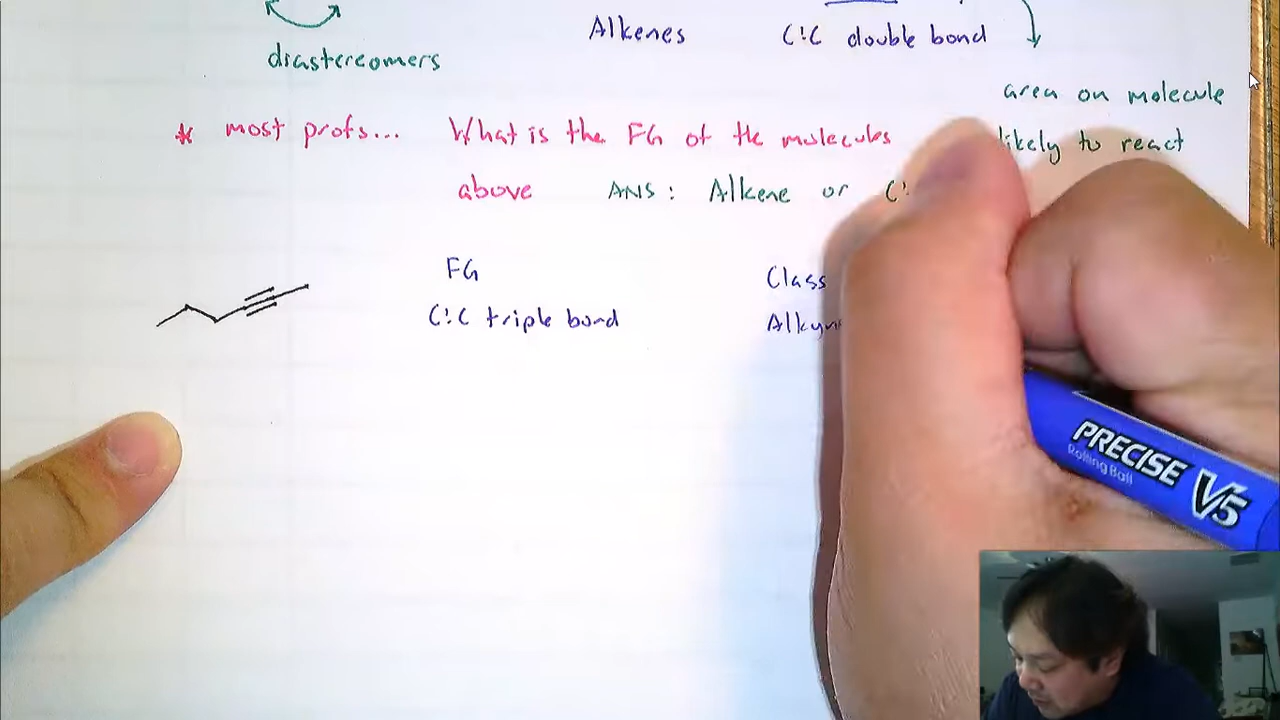 Alkenes C!C double bond
diastereomers
area on molecule
* most profs... What is the FG of the molecules likely to react
above ANS: Alkene or C!
FG Class
C!C triple bond
PRECISE V5
Rolling Ball